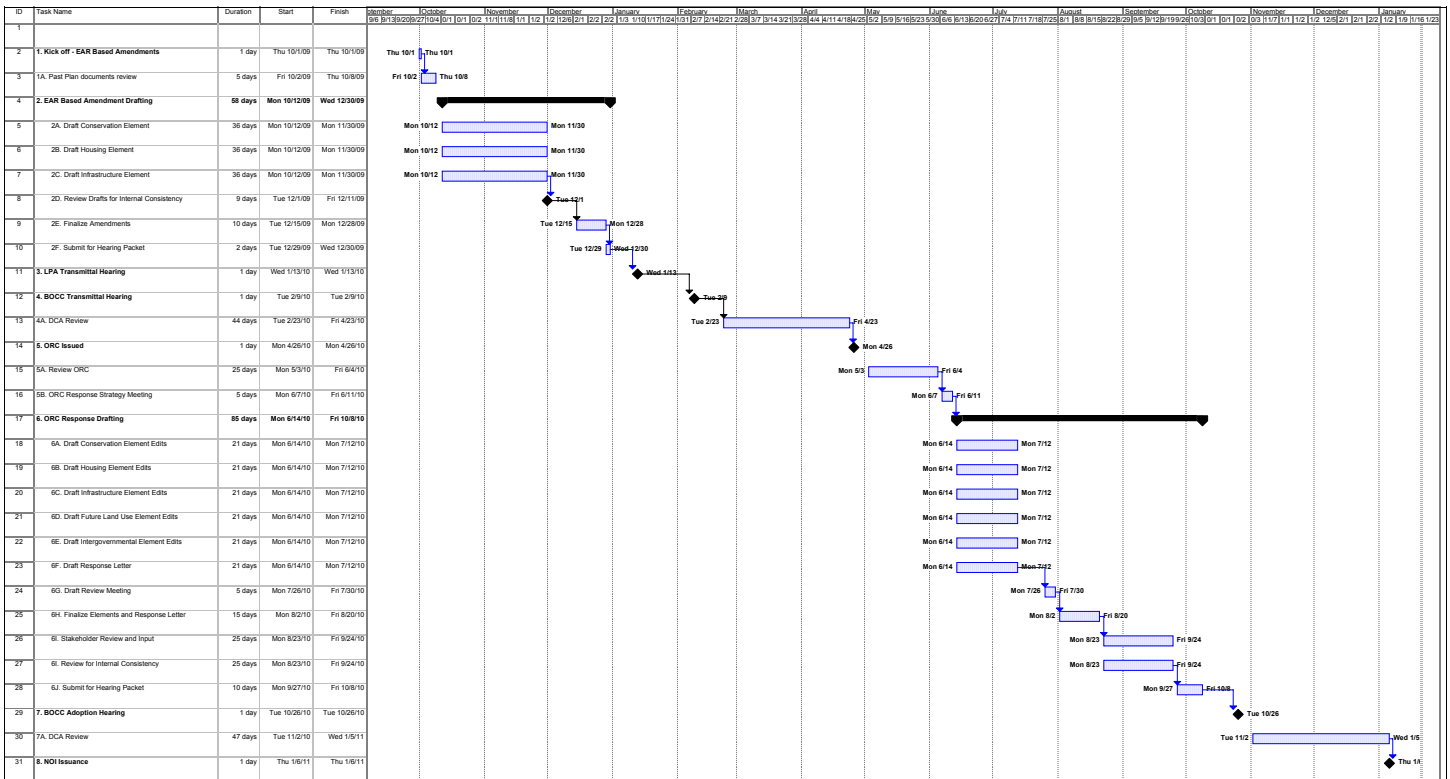 ID Task Name Duration Start Finish
ptember October November December January February March April May June July August September October November December January
1
2 1. Kick off - EAR Based Amendments 1 day Thu 10/1/09 Thu 10/1/09 Thu 10/1 Thu 10/1
3 1A. Past Plan documents review 5 days Fri 10/2/09 Thu 10/8/09 Fri 10/2 Thu 10/8
4 2. EAR Based Amendment Drafting 58 days Mon 10/12/09 Wed 12/30/09
5 2A. Draft Conservation Element 36 days Mon 10/12/09 Mon 11/30/09 Mon 10/12 Mon 11/30
6 2B. Draft Housing Element 36 days Mon 10/12/09 Mon 11/30/09 Mon 10/12 Mon 11/30
7 2C. Draft Infrastructure Element 36 days Mon 10/12/09 Mon 11/30/09 Mon 10/12 Mon 11/30
8 2D. Review Drafts for Internal Consistency 9 days Tue 12/1/09 Fri 12/11/09 Tue 12/1
9 2E. Finalize Amendments 10 days Tue 12/15/09 Mon 12/28/09 Tue 12/15 Mon 12/28
10 2F. Submit for Hearing Packet 2 days Tue 12/29/09 Wed 12/30/09 Tue 12/29 Wed 12/30
11 3. LPA Transmittal Hearing 1 day Wed 1/13/10 Wed 1/13/10 Wed 1/13
12 4. BOCC Transmittal Hearing 1 day Tue 2/9/10 Tue 2/9/10 Tue 2/9
13 4A. DCA Review 44 days Tue 2/23/10 Fri 4/23/10 Tue 2/23 Fri 4/23
14 5. ORC Issued 1 day Mon 4/26/10 Mon 4/26/10 Mon 4/26
15 5A. Review ORC 25 days Mon 5/3/10 Fri 6/4/10 Mon 5/3 Fri 6/4
16 5B. ORC Response Strategy Meeting 5 days Mon 6/7/10 Fri 6/11/10 Mon 6/7 Fri 6/11
17 6. ORC Response Drafting 85 days Mon 6/14/10 Fri 10/8/10
18 6A. Draft Conservation Element Edits 21 days Mon 6/14/10 Mon 7/12/10 Mon 6/14 Mon 7/12
19 6B. Draft Housing Element Edits 21 days Mon 6/14/10 Mon 7/12/10 Mon 6/14 Mon 7/12
20 6C. Draft Infrastructure Element Edits 21 days Mon 6/14/10 Mon 7/12/10 Mon 6/14 Mon 7/12
21 6D. Draft Future Land Use Element Edits 21 days Mon 6/14/10 Mon 7/12/10 Mon 6/14 Mon 7/12
22 6E. Draft Intergovernmental Element Edits 21 days Mon 6/14/10 Mon 7/12/10 Mon 6/14 Mon 7/12
23 6F. Draft Response Letter 21 days Mon 6/14/10 Mon 7/12/10 Mon 6/14 Mon 7/12
24 6G. Draft Review Meeting 5 days Mon 7/26/10 Fri 7/30/10 Mon 7/26 Fri 7/30
25 6H. Finalize Elements and Response Letter 15 days Mon 8/2/10 Fri 8/20/10 Mon 8/2 Fri 8/20
26 6I. Stakeholder Review and Input 25 days Mon 8/23/10 Fri 9/24/10 Mon 8/23 Fri 9/24
27 6I. Review for Internal Consistency 25 days Mon 8/23/10 Fri 9/24/10 Mon 8/23 Fri 9/24
28 6J. Submit for Hearing Packet 10 days Mon 9/27/10 Fri 10/8/10 Mon 9/27 Fri 10/8
29 7. BOCC Adoption Hearing 1 day Tue 10/26/10 Tue 10/26/10 Tue 10/26
30 7A. DCA Review 47 days Tue 11/2/10 Wed 1/5/11 Tue 11/2 Wed 1/5
31 8. NOI Issuance 1 day Thu 1/6/11 Thu 1/6/11 Thu